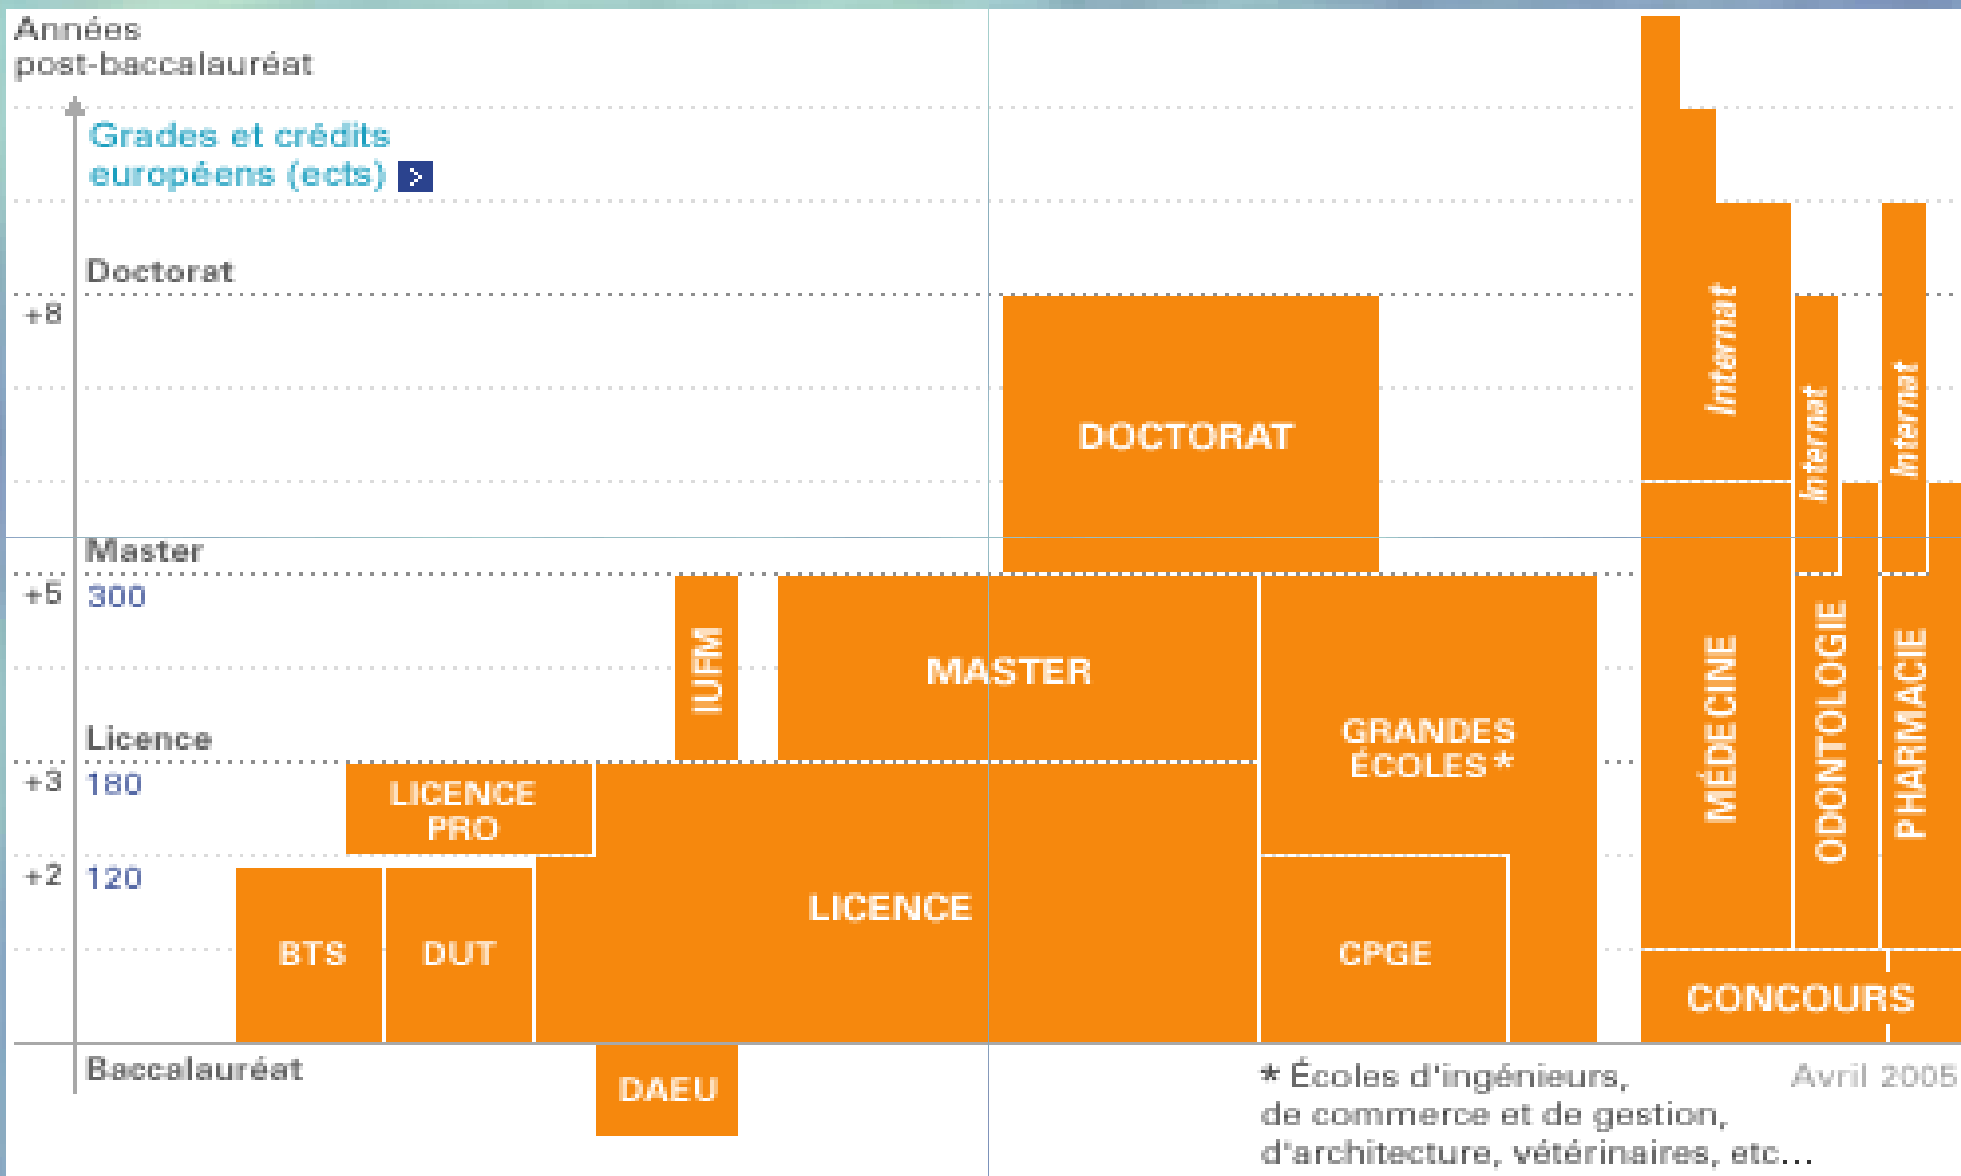 Années
post-baccalauréat
Grades et crédits
européens (ects) >
Doctorat
+8
Internat
Internat
Internat
DOCTORAT
Master
+5 300
IUFM
MASTER
GRANDES
ÉCOLES*
MÉDECINE
ODONTOLOGIE
PHARMACIE
Licence
+3 180
LICENCE
PRO
+2 120
LICENCE
BTS
DUT
CPGE
CONCOURS
Baccalauréat
DAEU
* Écoles d'ingénieurs,
de commerce et de gestion,
d'architecture, vétérinaires, etc...
Avril 2005